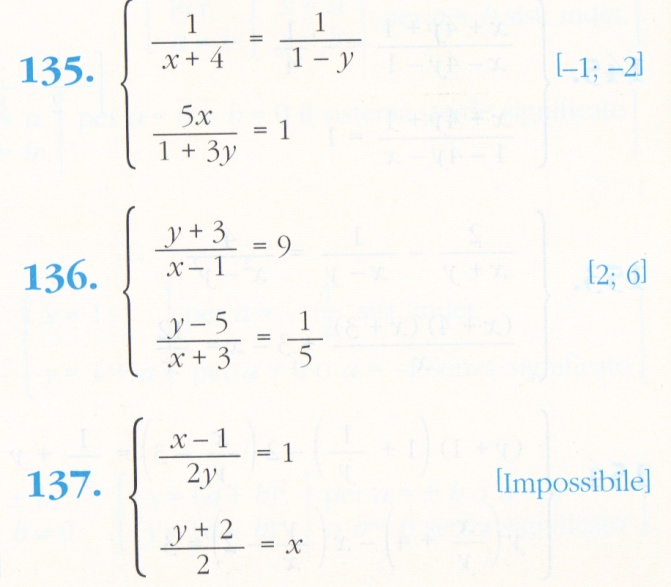 135. { 1/(x + 4) = 1/(1 – y) [–1; –2]
5x/(1 + 3y) = 1
136. { (y + 3)/(x – 1) = 9 [2; 6]
(y – 5)/(x + 3) = 1/5
137. { (x – 1)/2y = 1 [Impossibile]
(y + 2)/2 = x